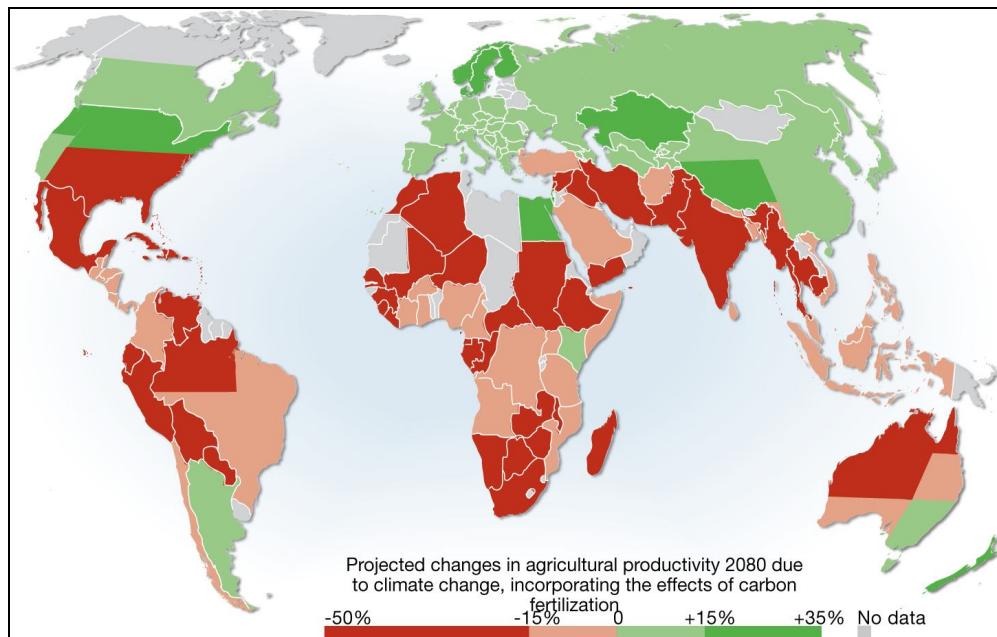 Projected changes in agricultural productivity 2080 due
to climate change, incorporating the effects of carbon
fertilization
-50% -15% 0 +15% +35% No data